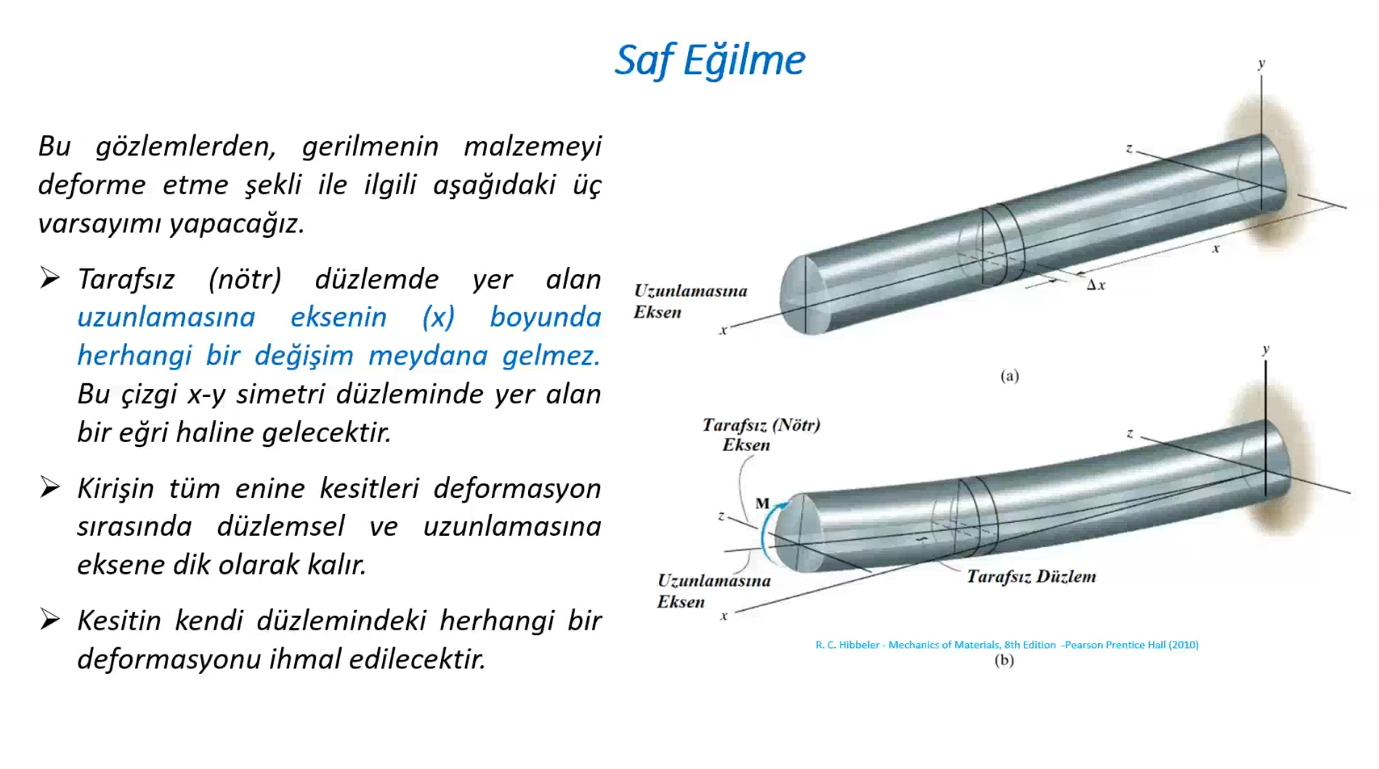 Saf Eğilme
Bu gözlemlerden, gerilmenin malzemeyi
deforme etme şekli ile ilgili aşağıdaki üç
varsayımı yapacağız.
➢ Tarafsız (nötr) düzlemde yer alan
uzunlamasına eksenin (x) boyunda
herhangi bir değişim meydana gelmez.
Bu çizgi x-y simetri düzleminde yer alan
bir eğri haline gelecektir.
➢ Kirişin tüm enine kesitleri deformasyon
sırasında düzlemsel ve uzunlamasına
eksene dik olarak kalır.
➢ Kesitin kendi düzlemindeki herhangi bir
deformasyonu ihmal edilecektir.
y
z
x
Δx
Uzunlamasına
Eksen
x
(a)
y
Tarafsız (Nötr)
Eksen
z
M
z
Uzunlamasına
Eksen
x
Tarafsız Düzlem
R. C. Hibbeler - Mechanics of Materials, 8th Edition -Pearson Prentice Hall (2010)
(b)